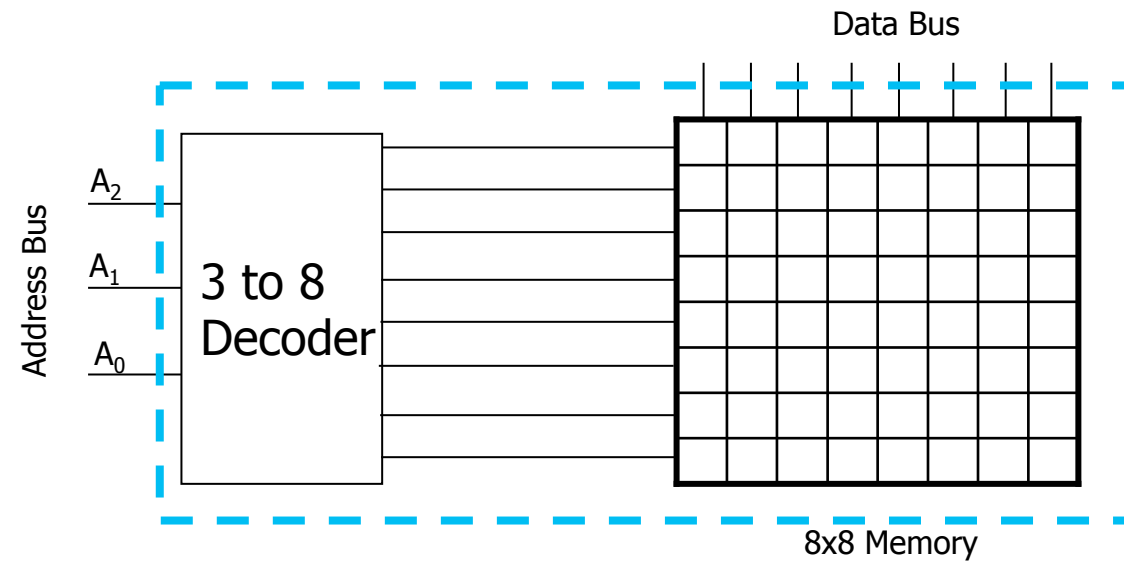 Data Bus
Address Bus
A₂
A₁
A₀
3 to 8
Decoder
8x8 Memory